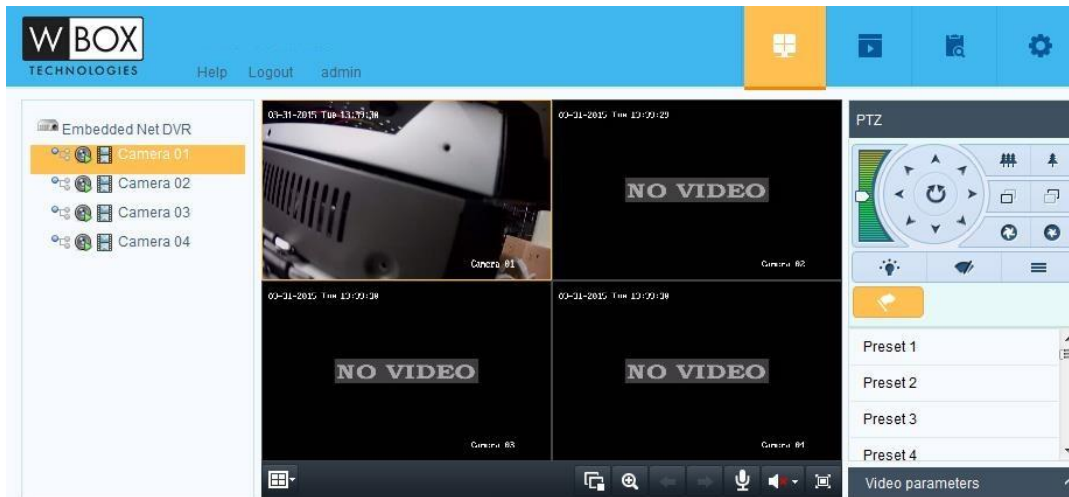 W BOX
TECHNOLOGIES
Help Logout admin
Embedded Net DVR
Camera 01
Camera 02
Camera 03
Camera 04
NO VIDEO
Camera 01
Camera 02
NO VIDEO
NO VIDEO
Camera 03
Camera 04
PTZ
Preset 1
Preset 2
Preset 3
Preset 4
Video parameters